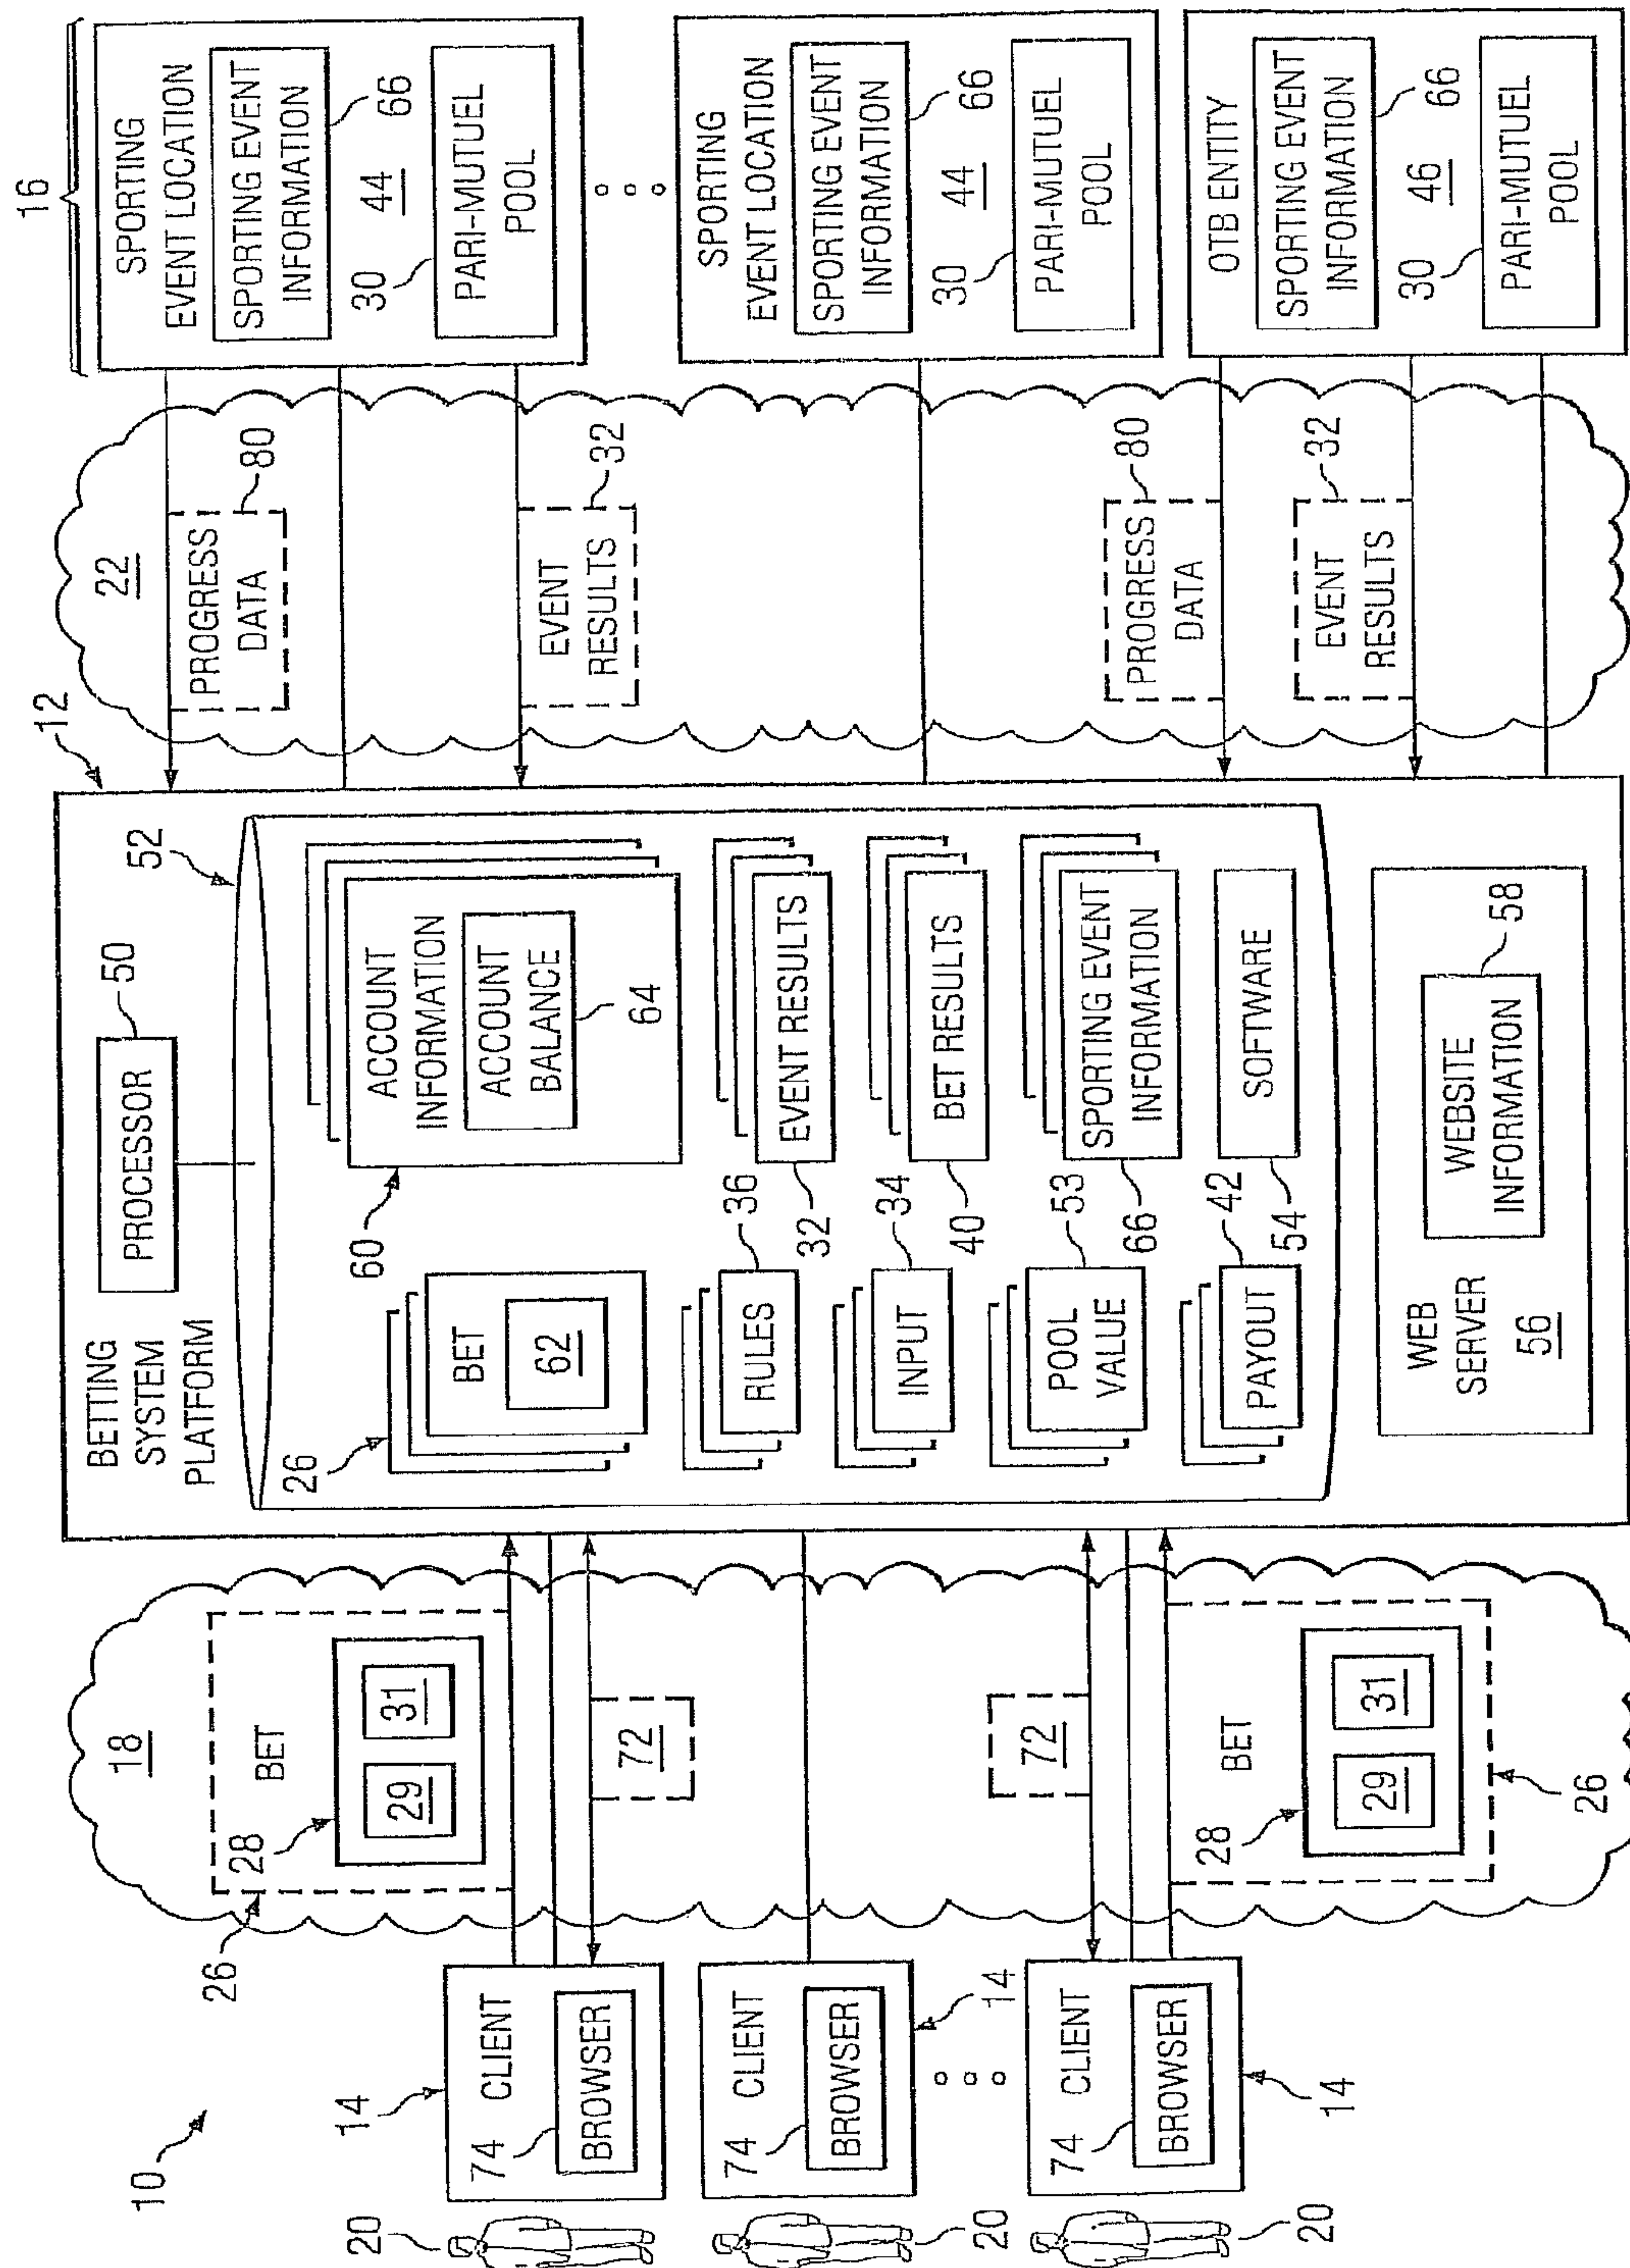 10
20
14
CLIENT
74
BROWSER
20
CLIENT
74
BROWSER
14
20
CLIENT
74
BROWSER
14
18
26
BET
28
29
31
72
72
BET
28
29
31
26
12
BETTING
SYSTEM
PLATFORM
PROCESSOR
50
52
26
BET
62
60
ACCOUNT
INFORMATION
ACCOUNT
BALANCE
64
RULES
36
EVENT RESULTS
32
INPUT
34
BET RESULTS
40
POOL
VALUE
53
SPORTING EVENT
INFORMATION
66
PAYOUT
42
SOFTWARE
54
WEB
SERVER
56
WEBSITE
INFORMATION
58
22
PROGRESS
DATA
80
EVENT
RESULTS
32
PROGRESS
DATA
80
EVENT
RESULTS
32
16
SPORTING
EVENT LOCATION
SPORTING EVENT
INFORMATION
66
44
30
PARI-MUTUEL
POOL
SPORTING
EVENT LOCATION
SPORTING EVENT
INFORMATION
66
44
30
PARI-MUTUEL
POOL
OTB ENTITY
SPORTING EVENT
INFORMATION
66
46
30
PARI-MUTUEL
POOL